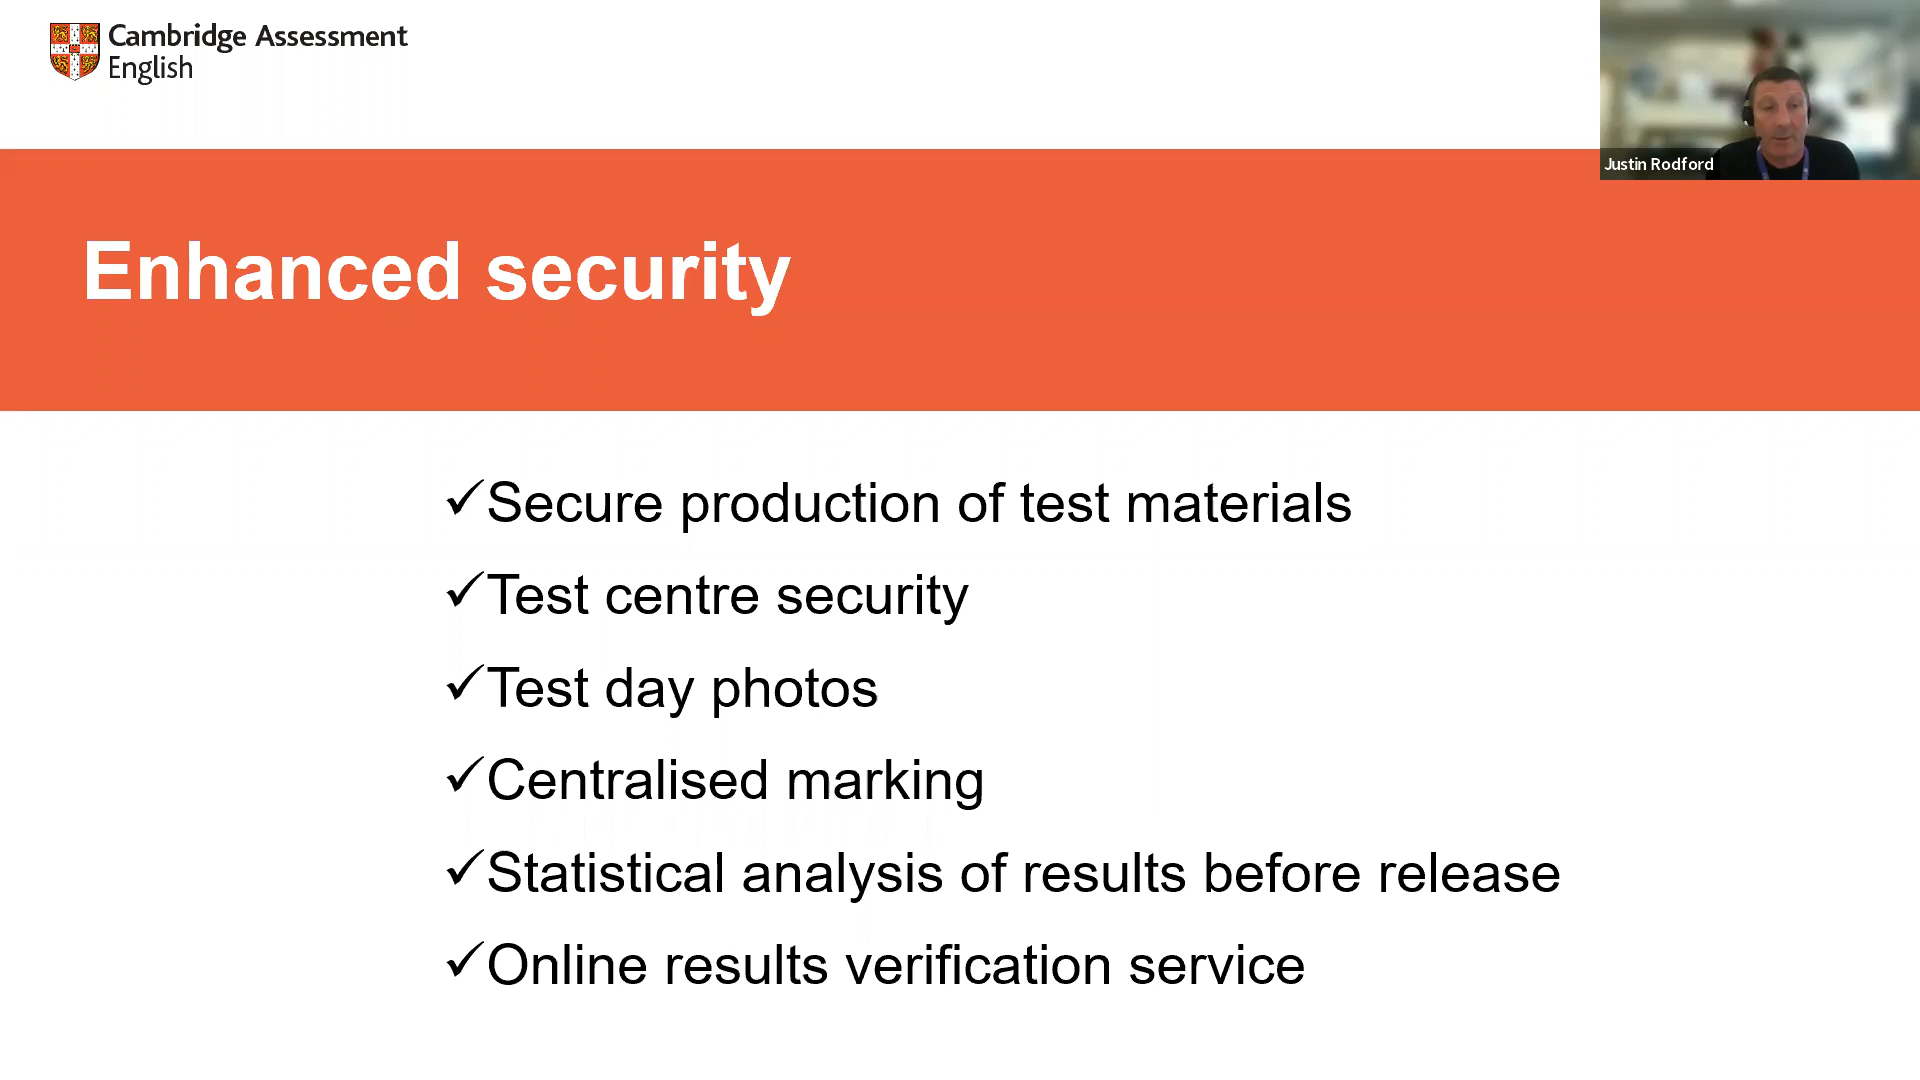 Cambridge Assessment
English
Justin Rodford
Enhanced security
✓Secure production of test materials
✓Test centre security
✓Test day photos
✓Centralised marking
✓Statistical analysis of results before release
✓Online results verification service